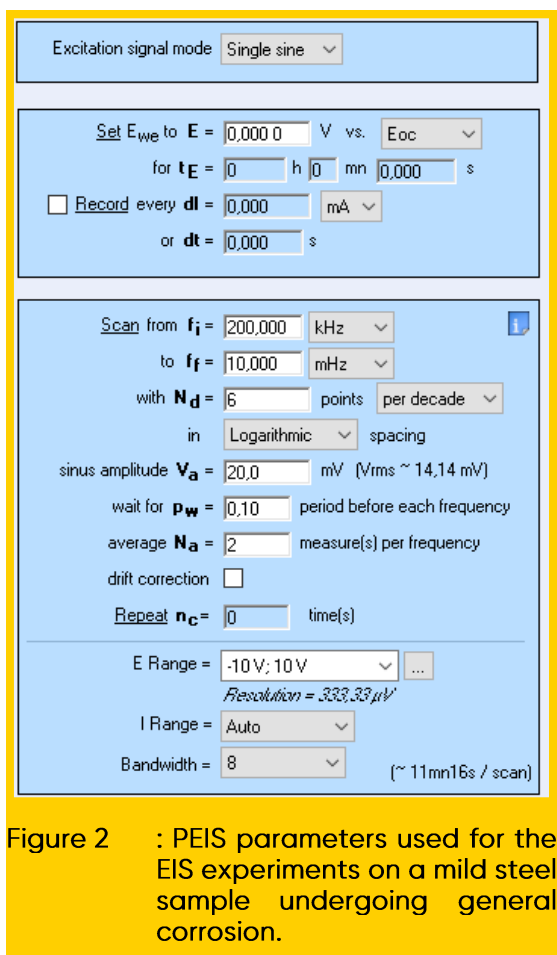 Excitation signal mode Single sine
Set Ewe to E = 0,000 0 V vs. Eoc
for tE = 0 h 0 mn 0,000 s
Record every dI = 0,000 mA
or dt = 0,000 s
Scan from fi = 200,000 kHz
to ff = 10,000 mHz
with Nd = 6 points per decade
in Logarithmic spacing
sinus amplitude Va = 20,0 mV (Vrms ~ 14,14 mV)
wait for pw = 0,10 period before each frequency
average Na = 2 measure(s) per frequency
drift correction
Repeat nc= 0 time(s)
E Range = -10 V; 10 V ...
Resolution = 333,33 µV
I Range = Auto
Bandwidth = 8 (~ 11mn16s / scan)
Figure 2 : PEIS parameters used for the
EIS experiments on a mild steel
sample undergoing general
corrosion.